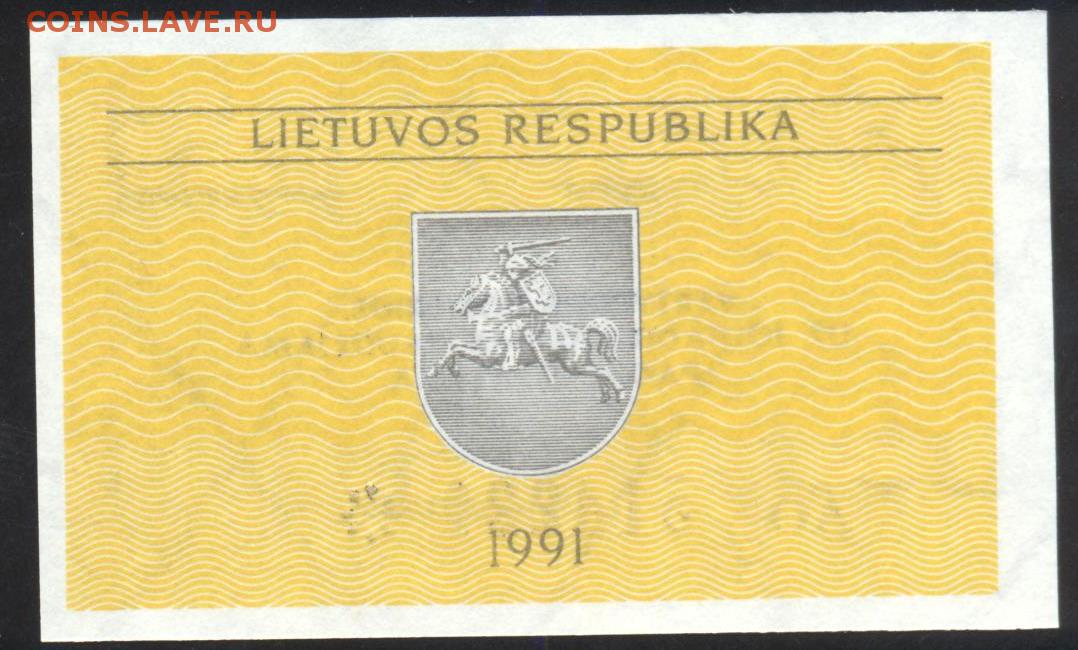 COINS.LAVE.RU
LIETUVOS RESPUBLIKA
1991